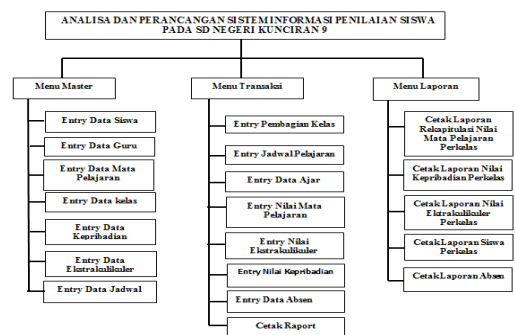 ANALISA DAN PERANCANGAN SISTEM INFORMASI PENILAIAN SISWA
PADA SD NEGERI KUNCIRAN 9
Menu Master
Entry Data Siswa
Entry Data Guru
Entry Data Mata
Pelajaran
Entry Data kelas
Entry Data
Kepribadian
Entry Data
Ekstrakulikuler
Entry Data Jadwal
Menu Transaksi
Entry Pembagian Kelas
Entry Jadwal Pelajaran
Entry Data Ajar
Entry Nilai Mata
Pelajaran
Entry Nilai
Ekstrakulikuler
Entry Nilai Kepribadian
Entry Data Absen
Cetak Raport
Menu Laporan
Cetak Laporan
Rekapitulasi Nilai
Mata Pelajaran
Perkelas
Cetak Laporan Nilai
Kepribadian Perkelas
Cetak Laporan Nilai
Ektrakulikuler
Perkelas
Cetak Laporan Siswa
Perkelas
Cetak Laporan Absen